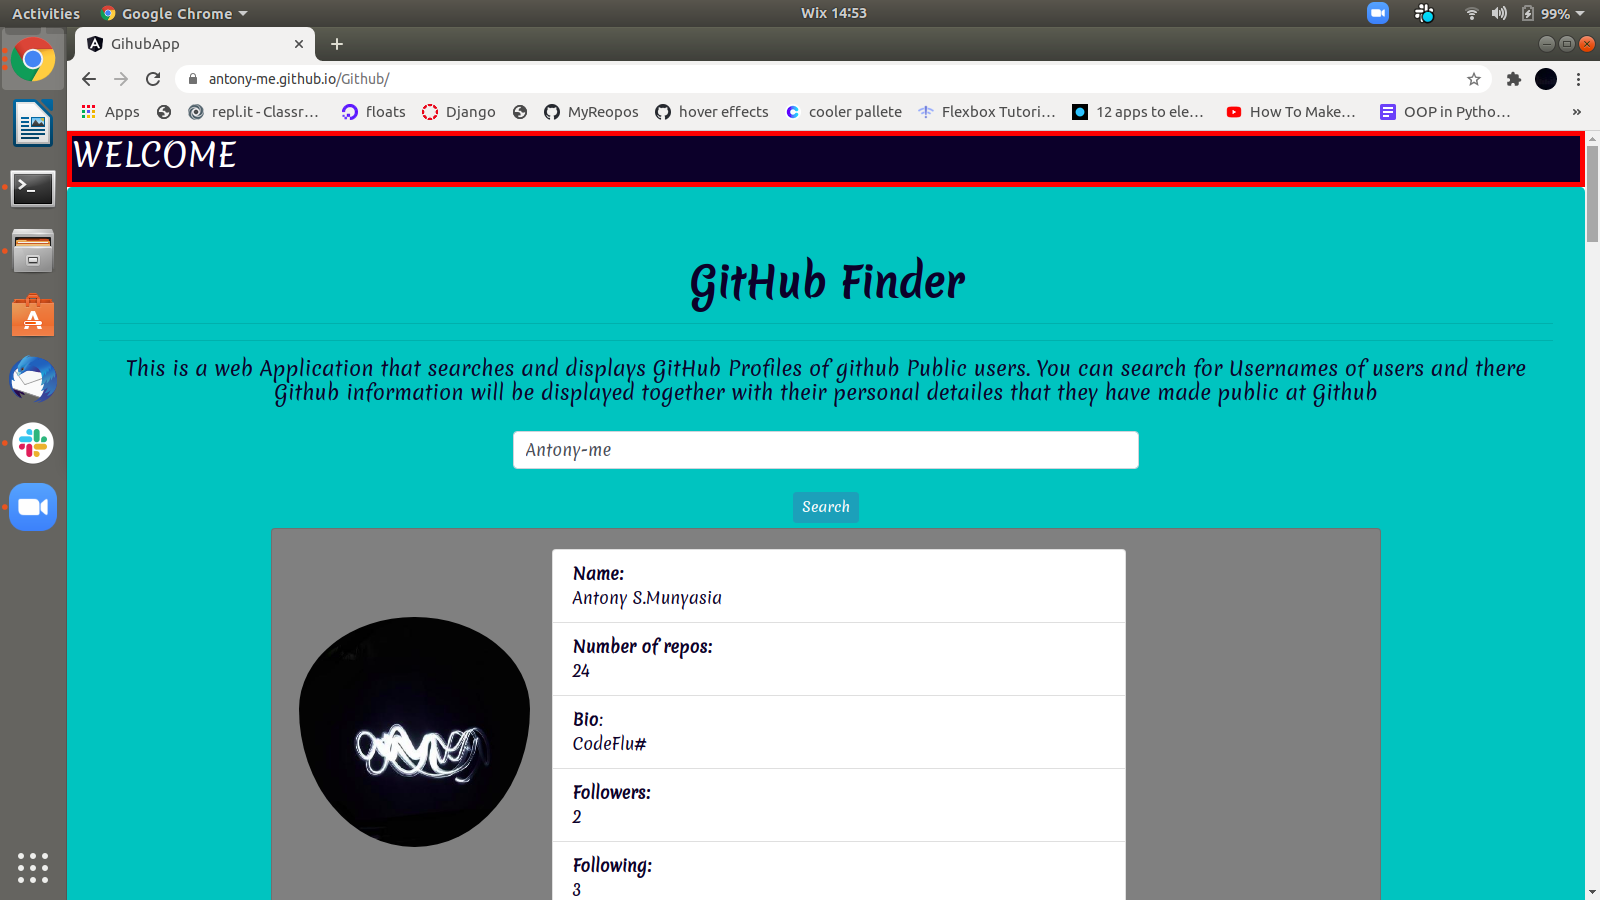 Activities
Google Chrome
Wix 14:53
99%
GihubApp
antony-me.github.io/Github/
Apps
repl.it - Classr…
floats
Django
MyReopos
hover effects
cooler pallete
Flexbox Tutori…
12 apps to ele…
How To Make…
OOP in Pytho…
»
WELCOME
GitHub Finder
This is a web Application that searches and displays GitHub Profiles of github Public users. You can search for Usernames of users and there
Github information will be displayed together with their personal detailes that they have made public at Github
Antony-me
Search
Name:
Antony S.Munyasia
Number of repos:
24
Bio:
CodeFlu#
Followers:
2
Following:
3